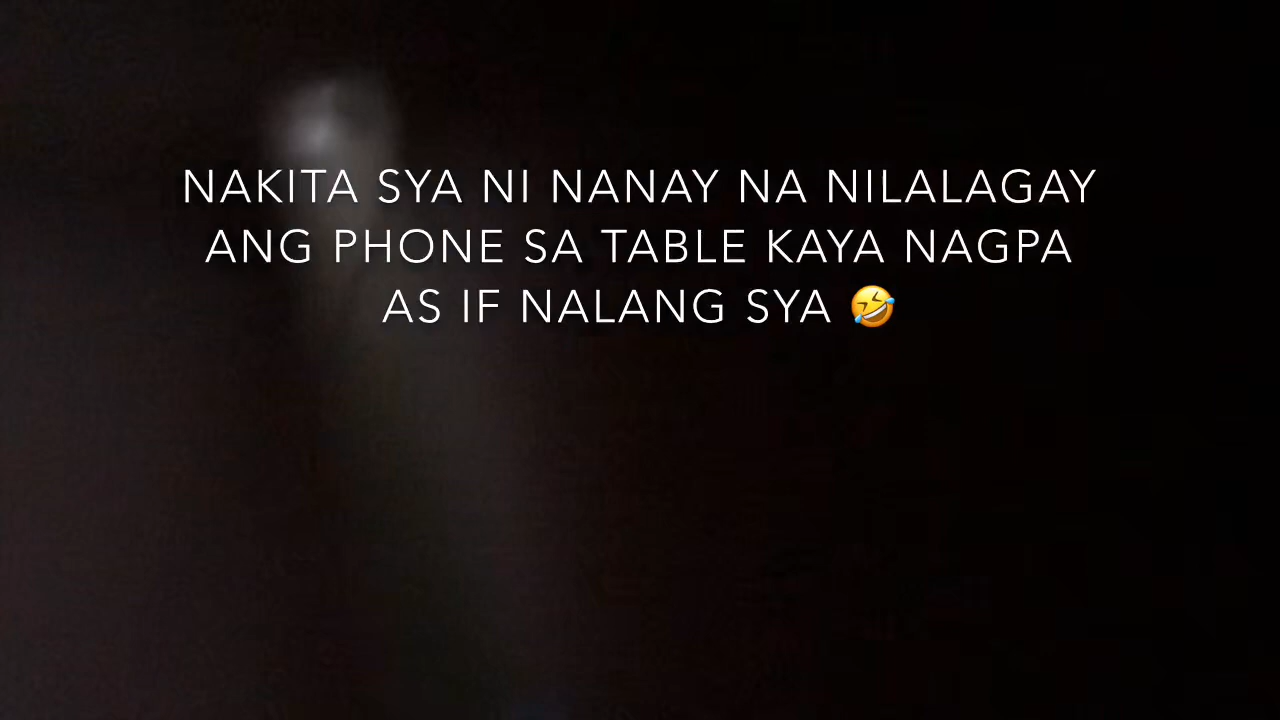 NAKITA SYA NI NANAY NA NILALAGAY
ANG PHONE SA TABLE KAYA NAGPA
AS IF NALANG SYA 🤣